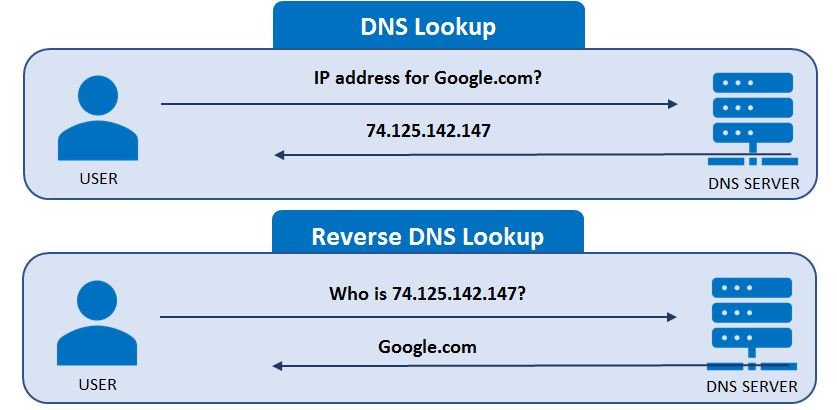 DNS Lookup
IP address for Google.com?
74.125.142.147
USER
DNS SERVER
Reverse DNS Lookup
Who is 74.125.142.147?
Google.com
USER
DNS SERVER